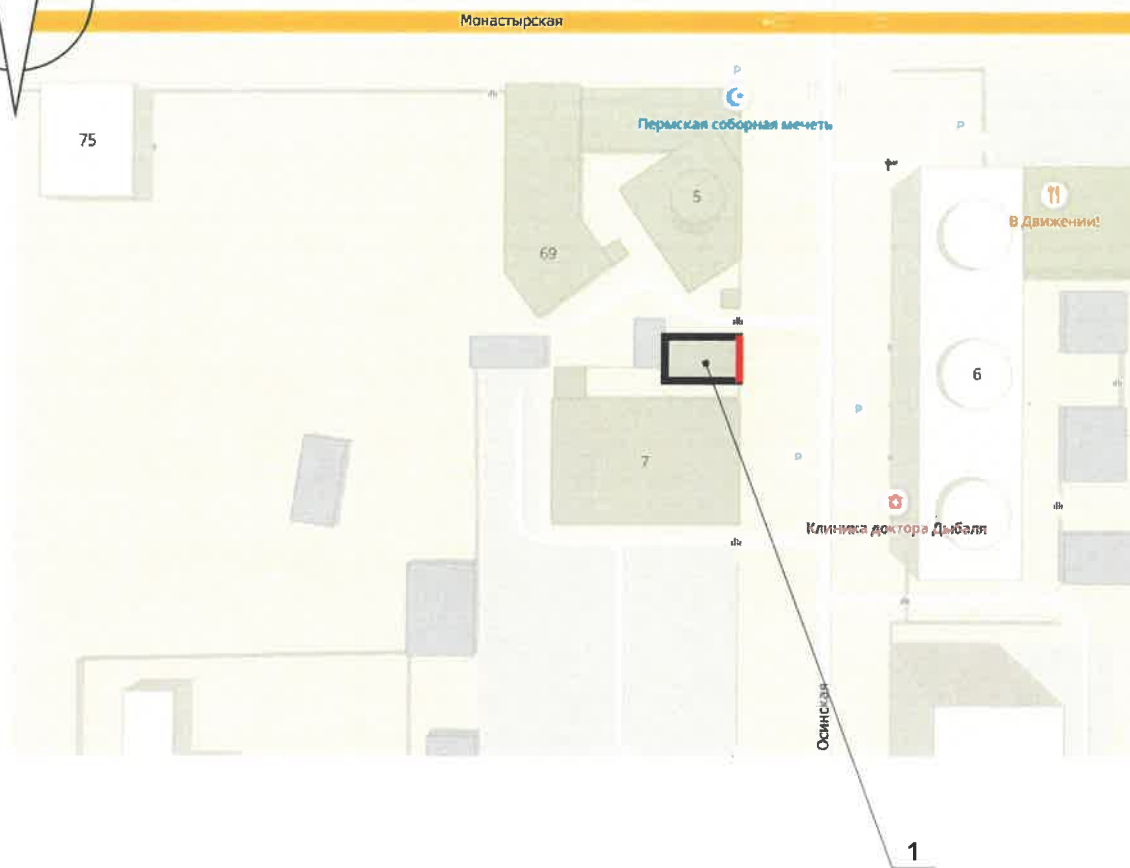 Монастырская
P
Пермская соборная мечеть
P
75
5
В Движении!
69
6
P
7
P
Клиника доктора Дыбаля
Осинская
1